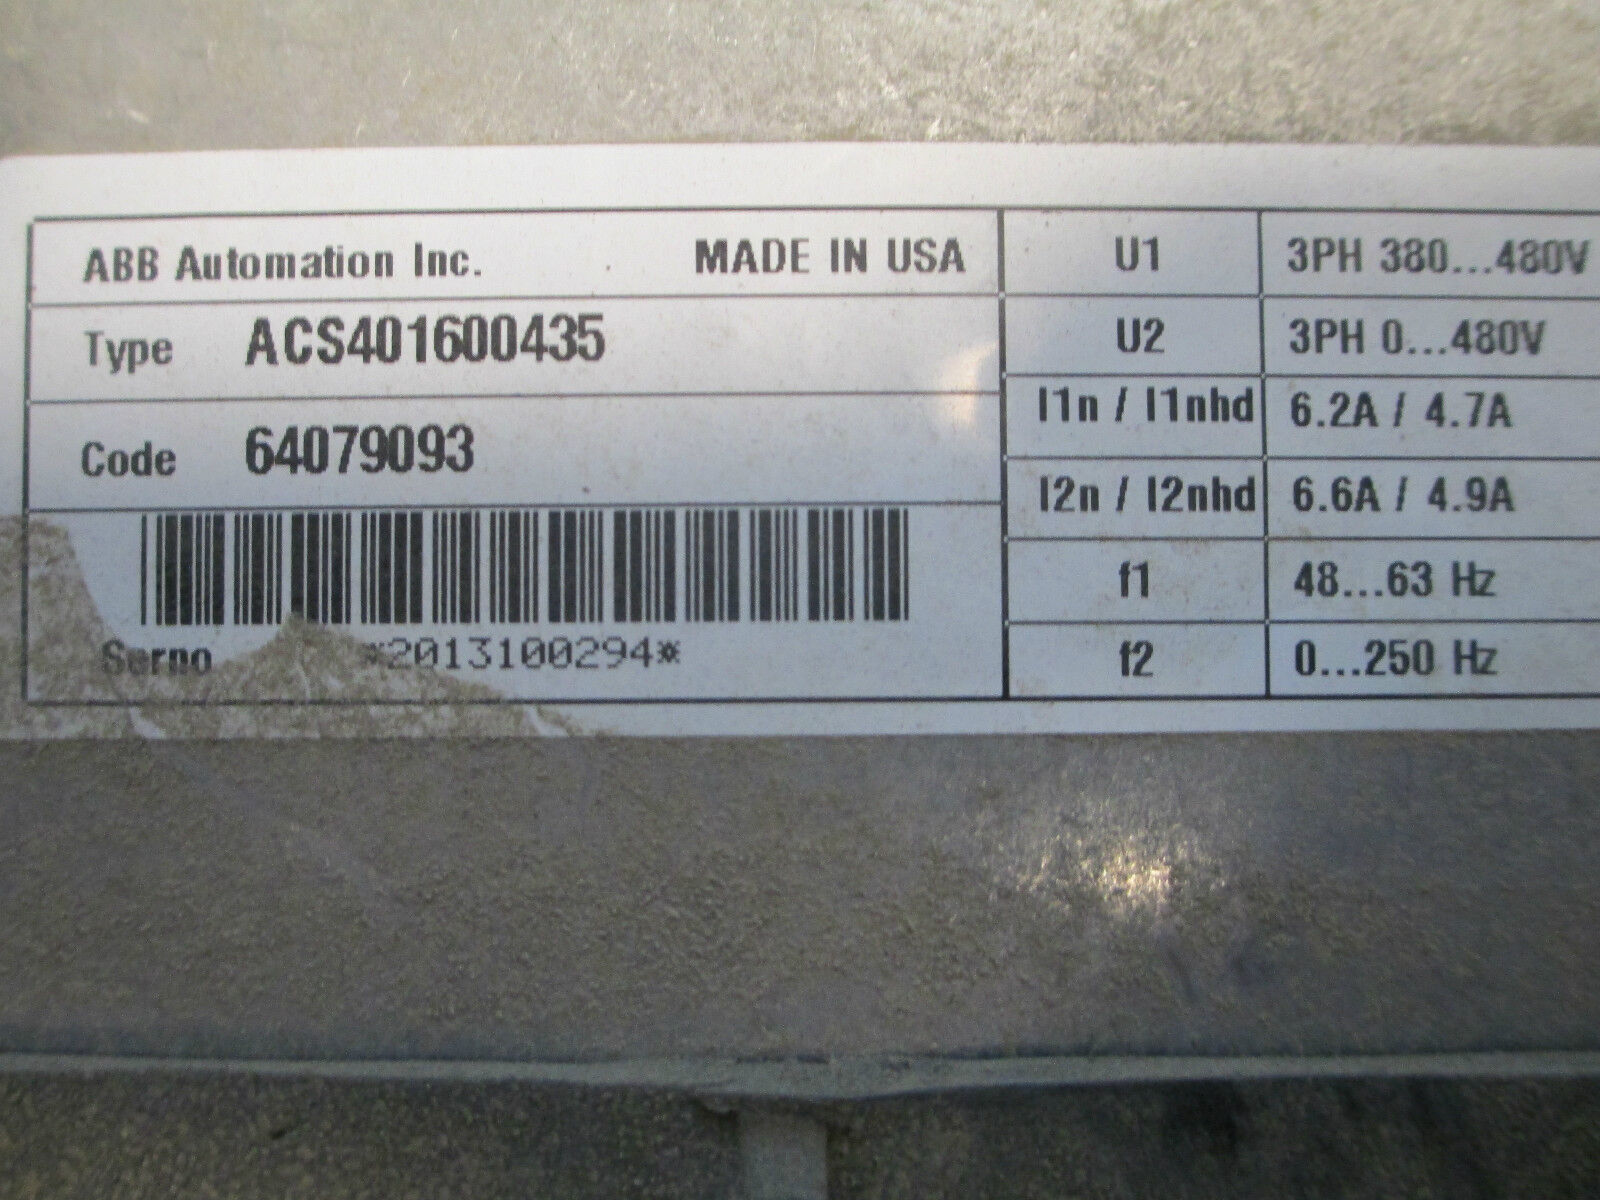 ABB Automation Inc. MADE IN USA
Type ACS401600435
Code 64079093
Serno *2013100294*
U1 3PH 380...480V
U2 3PH 0...480V
I1n / I1nhd 6.2A / 4.7A
I2n / I2nhd 6.6A / 4.9A
f1 48...63 Hz
f2 0...250 Hz